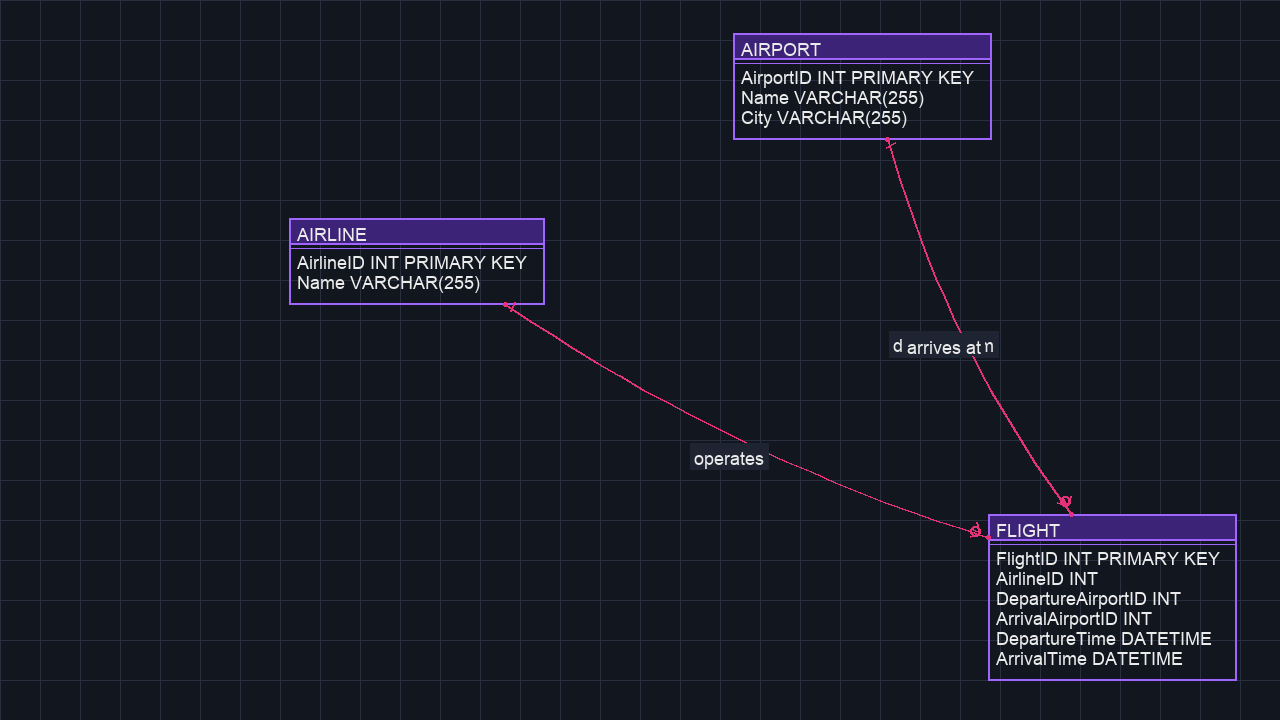 AIRPORT
AirportID INT PRIMARY KEY
Name VARCHAR(255)
City VARCHAR(255)
AIRLINE
AirlineID INT PRIMARY KEY
Name VARCHAR(255)
arrives at
operates
FLIGHT
FlightID INT PRIMARY KEY
AirlineID INT
DepartureAirportID INT
ArrivalAirportID INT
DepartureTime DATETIME
ArrivalTime DATETIME